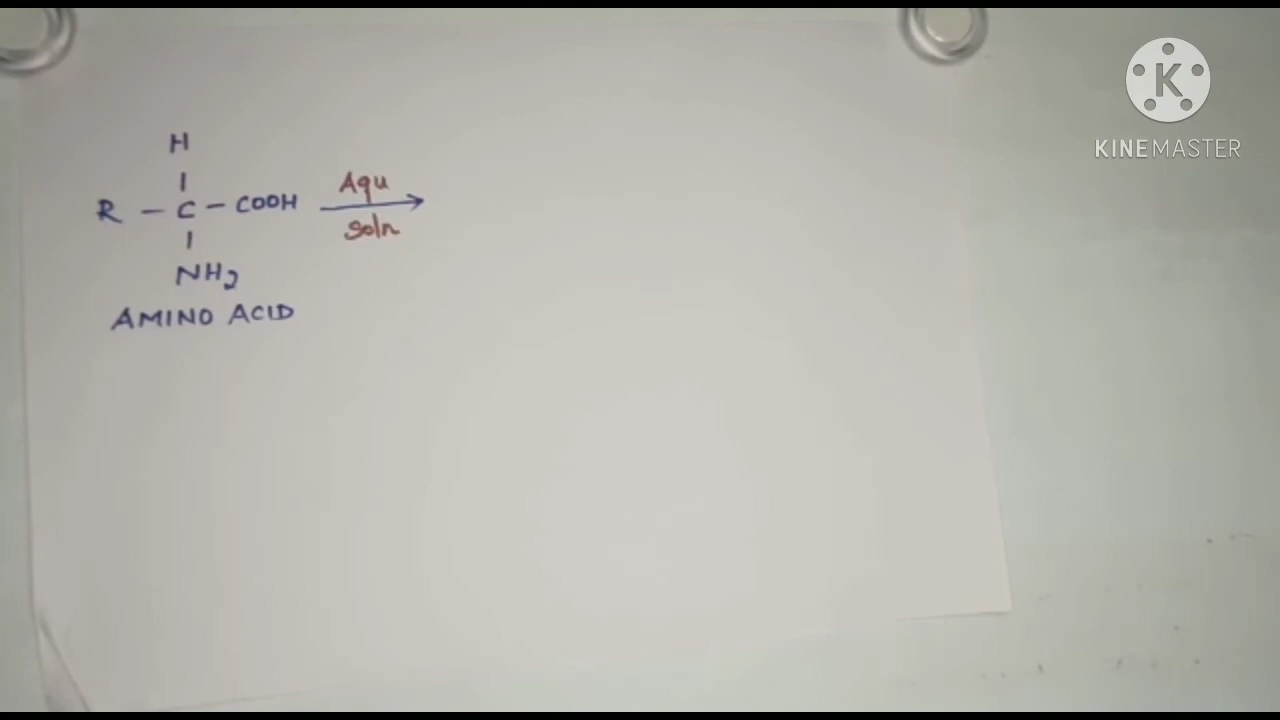 H
|
R - C - COOH
|
NH2
AMINO ACID
Aqu
Soln
K
KINEMASTER